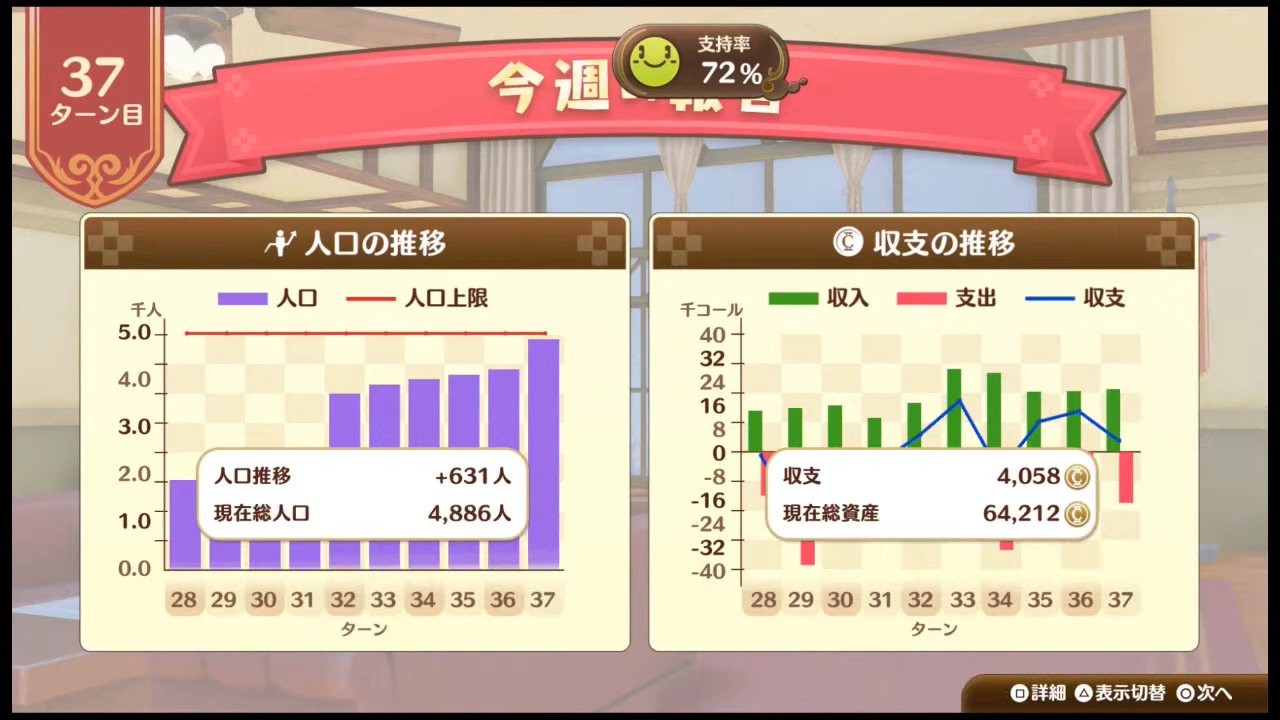 37
ターン目
支持率
72%
今週の報告
人口の推移
人口 人口上限
千人
5.0
4.0
3.0
2.0
1.0
0.0
人口推移 +631人
現在総人口 4,886人
28 29 30 31 32 33 34 35 36 37
ターン
収支の推移
収入 支出 収支
千コール
40
32
24
16
8
0
-8
-16
-24
-32
-40
収支 4,058
現在総資産 64,212
28 29 30 31 32 33 34 35 36 37
ターン
詳細 表示切替 次へ